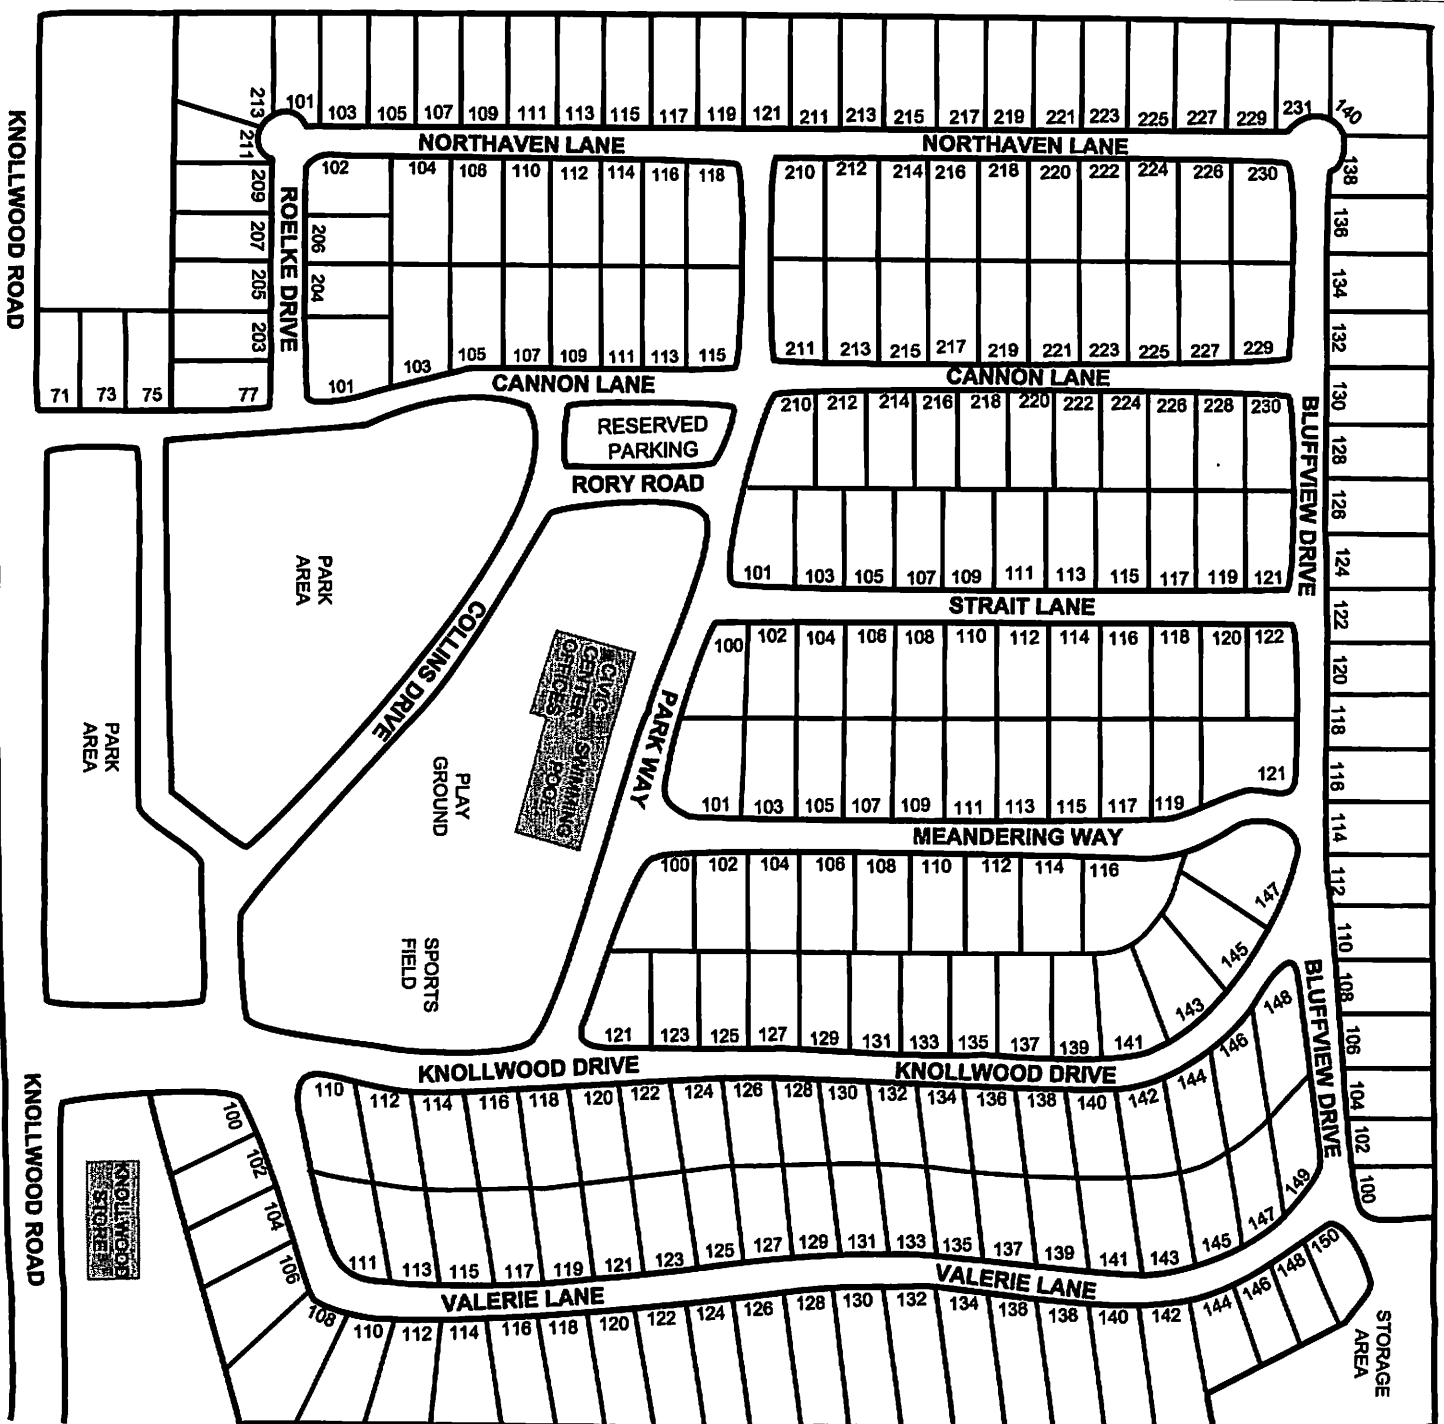 213 101 103 105 107 109 111 113 115 117 119 121 211 213 215 217 219 221 223 225 227 229 231 140
KNOLLWOOD ROAD
NORTHAVEN LANE
NORTHAVEN LANE
211 209 207 205 203
ROELKE DRIVE
102 104 108 110 112 114 116 118
210 212 214 216 218 220 222 224 226 230
206
204
101 103 105 107 109 111 113 115
211 213 215 217 219 221 223 225 227 229
71 73 75 77
CANNON LANE
CANNON LANE
138 136 134 132 130 128 126 124 122 120 118 116 114 112 110 108 106 104 102 100
RESERVED
PARKING
RORY ROAD
210 212 214 216 218 220 222 224 226 228 230
BLUFFVIEW DRIVE
101 103 105 107 109 111 113 115 117 119 121
STRAIT LANE
PARK
AREA
COLLINS DRIVE
100 102 104 106 108 110 112 114 116 118 120 122
CIVIC
CENTER SWIMMING
OFFICES POOL
PARK WAY
PARK
AREA
PLAY
GROUND
101 103 105 107 109 111 113 115 117 119 121
MEANDERING WAY
100 102 104 106 108 110 112 114 116
147
145
143
SPORTS
FIELD
121 123 125 127 129 131 133 135 137 139 141
BLUFFVIEW DRIVE
KNOLLWOOD DRIVE
KNOLLWOOD DRIVE
110 112 114 116 118 120 122 124 126 128 130 132 134 136 138 140 142 144 146 148
KNOLLWOOD ROAD
KNOLLWOOD
STORE
100
102
104
106
108
111 113 115 117 119 121 123 125 127 129 131 133 135 137 139 141 143 145 147 149
VALERIE LANE
VALERIE LANE
110 112 114 116 118 120 122 124 126 128 130 132 134 138 138 140 142 144 146 148 150
STORAGE
AREA